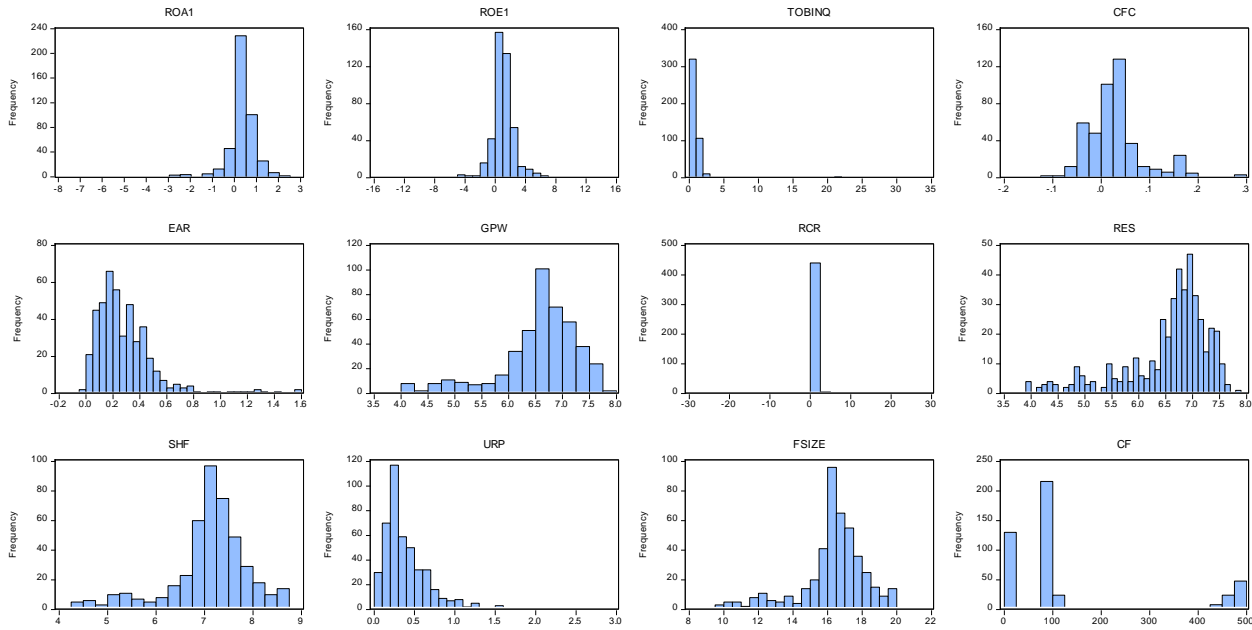 ROA1
Frequency
240
200
160
120
80
40
0
-8 -7 -6 -5 -4 -3 -2 -1 0 1 2 3
ROE1
Frequency
160
120
80
40
0
-16 -12 -8 -4 0 4 8 12 16
TOBINQ
Frequency
400
300
200
100
0
0 5 10 15 20 25 30 35
CFC
Frequency
160
120
80
40
0
-.2 -.1 .0 .1 .2 .3
EAR
Frequency
80
60
40
20
0
-0.2 0.0 0.2 0.4 0.6 0.8 1.0 1.2 1.4 1.6
GPW
Frequency
120
100
80
60
40
20
0
3.5 4.0 4.5 5.0 5.5 6.0 6.5 7.0 7.5 8.0
RCR
Frequency
500
400
300
200
100
0
-30 -20 -10 0 10 20 30
RES
Frequency
50
40
30
20
10
0
3.5 4.0 4.5 5.0 5.5 6.0 6.5 7.0 7.5 8.0
SHF
Frequency
100
80
60
40
20
0
4 5 6 7 8 9
URP
Frequency
120
100
80
60
40
20
0
0.0 0.5 1.0 1.5 2.0 2.5 3.0
FSIZE
Frequency
100
80
60
40
20
0
8 10 12 14 16 18 20 22
CF
Frequency
250
200
150
100
50
0
0 100 200 300 400 500